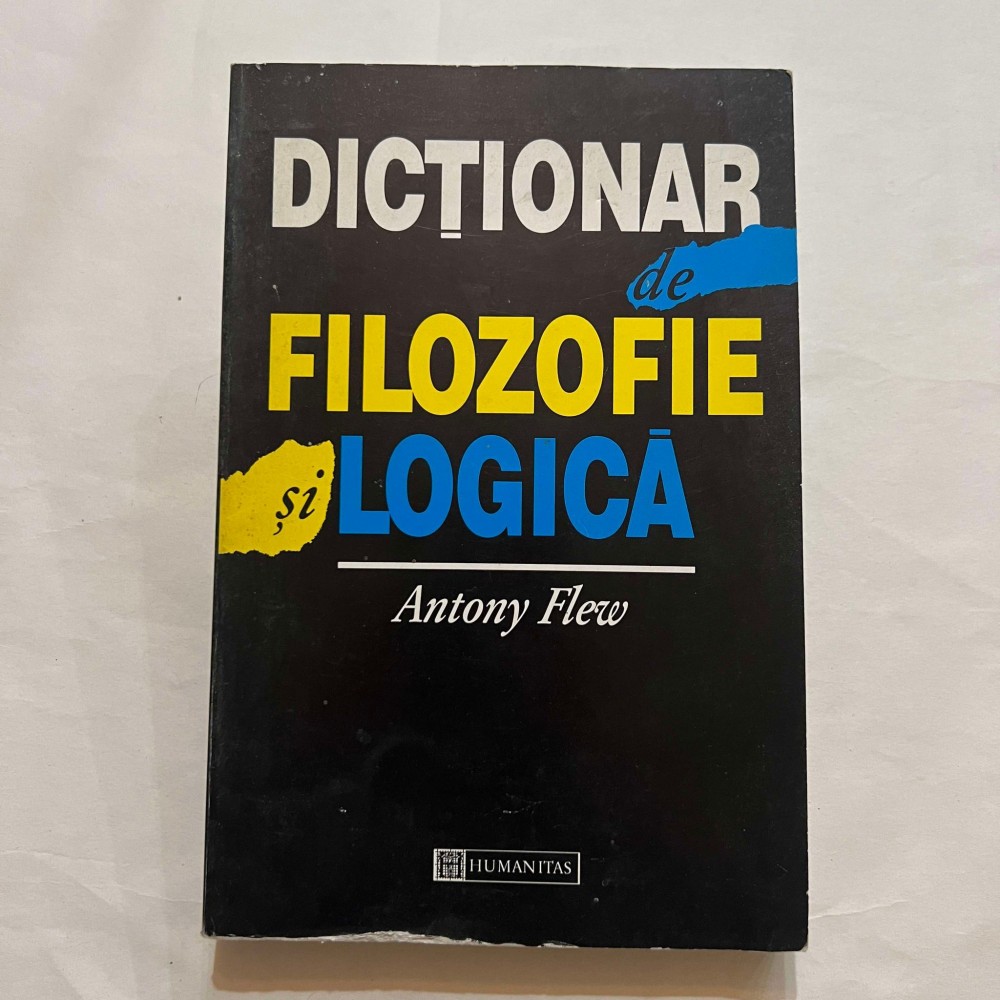 DICȚIONAR
de
FILOZOFIE
și LOGICĂ
Antony Flew
HUMANITAS